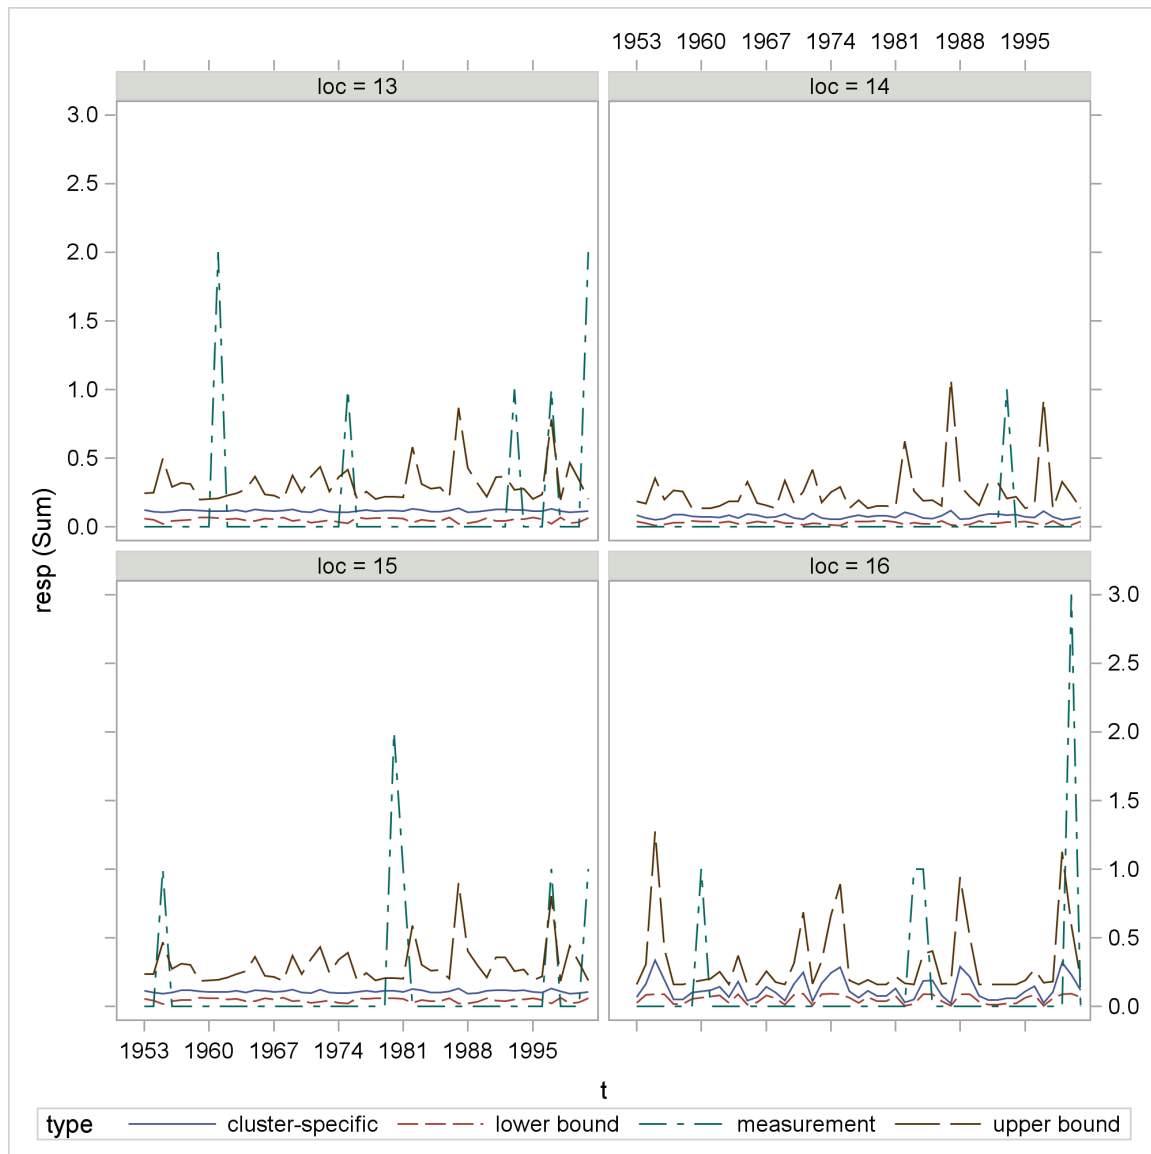 1953 1960 1967 1974 1981 1988 1995
loc = 13
loc = 14
3.0
2.5
2.0
1.5
1.0
0.5
0.0
resp (Sum)
loc = 15
loc = 16
3.0
2.5
2.0
1.5
1.0
0.5
0.0
1953 1960 1967 1974 1981 1988 1995
t
type cluster-specific lower bound measurement upper bound